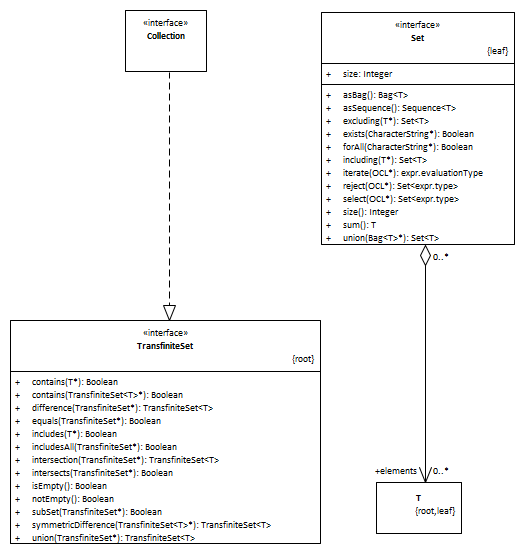 «interface»
Collection
«interface»
Set
{leaf}
+ size: Integer
+ asBag(): Bag<T>
+ asSequence(): Sequence<T>
+ excluding(T*): Set<T>
+ exists(CharacterString*): Boolean
+ forAll(CharacterString*): Boolean
+ including(T*): Set<T>
+ iterate(OCL*): expr.evaluationType
+ reject(OCL*): Set<expr.type>
+ select(OCL*): Set<expr.type>
+ size(): Integer
+ sum(): T
+ union(Bag<T>*): Set<T>
0..*
«interface»
TransfiniteSet
{root}
+ contains(T*): Boolean
+ contains(TransfiniteSet<T>*): Boolean
+ difference(TransfiniteSet*): TransfiniteSet<T>
+ equals(TransfiniteSet*): Boolean
+ includes(T*): Boolean
+ includesAll(TransfiniteSet*): Boolean
+ intersection(TransfiniteSet*): TransfiniteSet<T>
+ intersects(TransfiniteSet*): Boolean
+ isEmpty(): Boolean
+ notEmpty(): Boolean
+ subSet(TransfiniteSet*): Boolean
+ symmetricDifference(TransfiniteSet<T>*): TransfiniteSet<T>
+ union(TransfiniteSet*): TransfiniteSet<T>
+elements 0..*
T
{root,leaf}